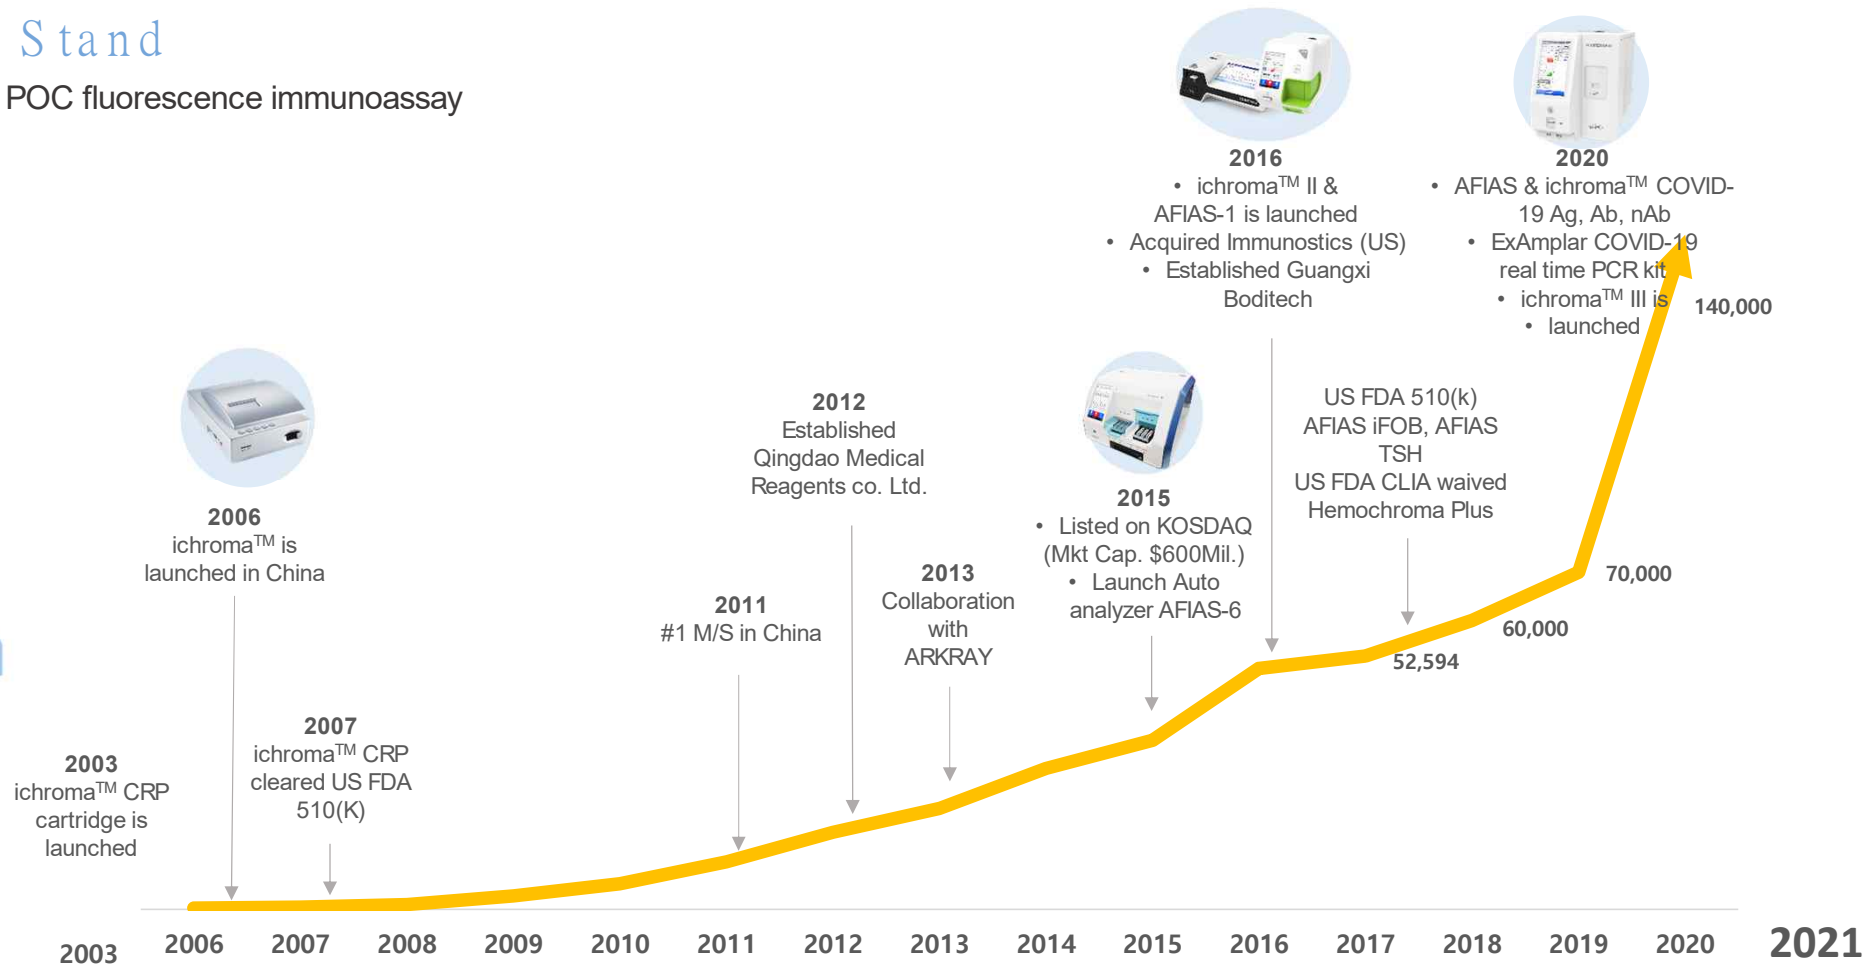 Stand
POC fluorescence immunoassay
2016
• ichroma™ II &
AFIAS-1 is launched
• Acquired Immunostics (US)
• Established Guangxi
Boditech
2020
• AFIAS & ichroma™ COVID-
19 Ag, Ab, nAb
• ExAmplar COVID-19
real time PCR kit
• ichroma™ III is
• launched
140,000
2006
ichroma™ is
launched in China
2012
Established
Qingdao Medical
Reagents co. Ltd.
2015
• Listed on KOSDAQ
(Mkt Cap. $600Mil.)
• Launch Auto
analyzer AFIAS-6
US FDA 510(k)
AFIAS iFOB, AFIAS
TSH
US FDA CLIA waived
Hemochroma Plus
2011
#1 M/S in China
2013
Collaboration
with
ARKRAY
70,000
60,000
52,594
2003
ichroma™ CRP
cartridge is
launched
2007
ichroma™ CRP
cleared US FDA
510(K)
2003 2006 2007 2008 2009 2010 2011 2012 2013 2014 2015 2016 2017 2018 2019 2020 2021